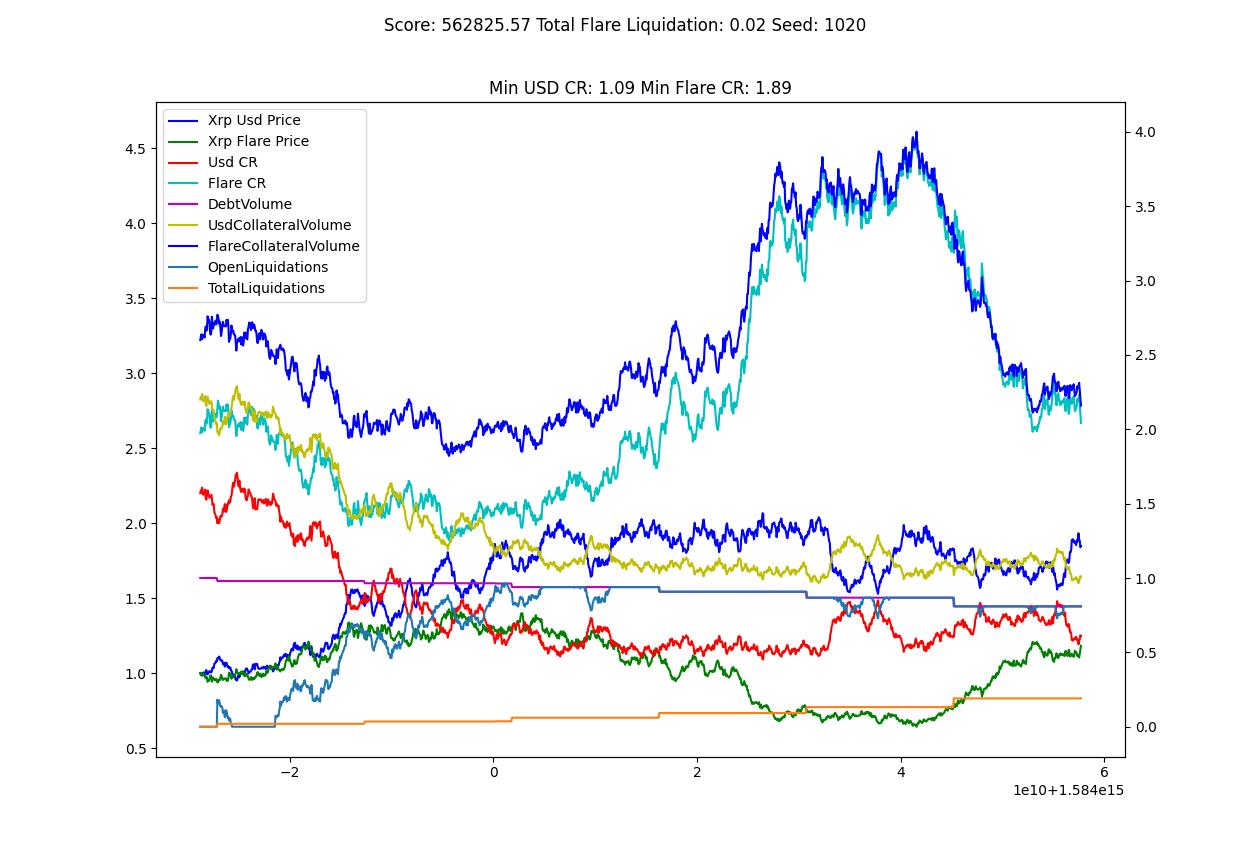 Score: 562825.57 Total Flare Liquidation: 0.02 Seed: 1020
Min USD CR: 1.09 Min Flare CR: 1.89
Xrp Usd Price
Xrp Flare Price
Usd CR
Flare CR
DebtVolume
UsdCollateralVolume
FlareCollateralVolume
OpenLiquidations
TotalLiquidations
4.5
4.0
3.5
3.0
2.5
2.0
1.5
1.0
0.5
4.0
3.5
3.0
2.5
2.0
1.5
1.0
0.5
0.0
−2
0
2
4
6
1e10+1.584e15